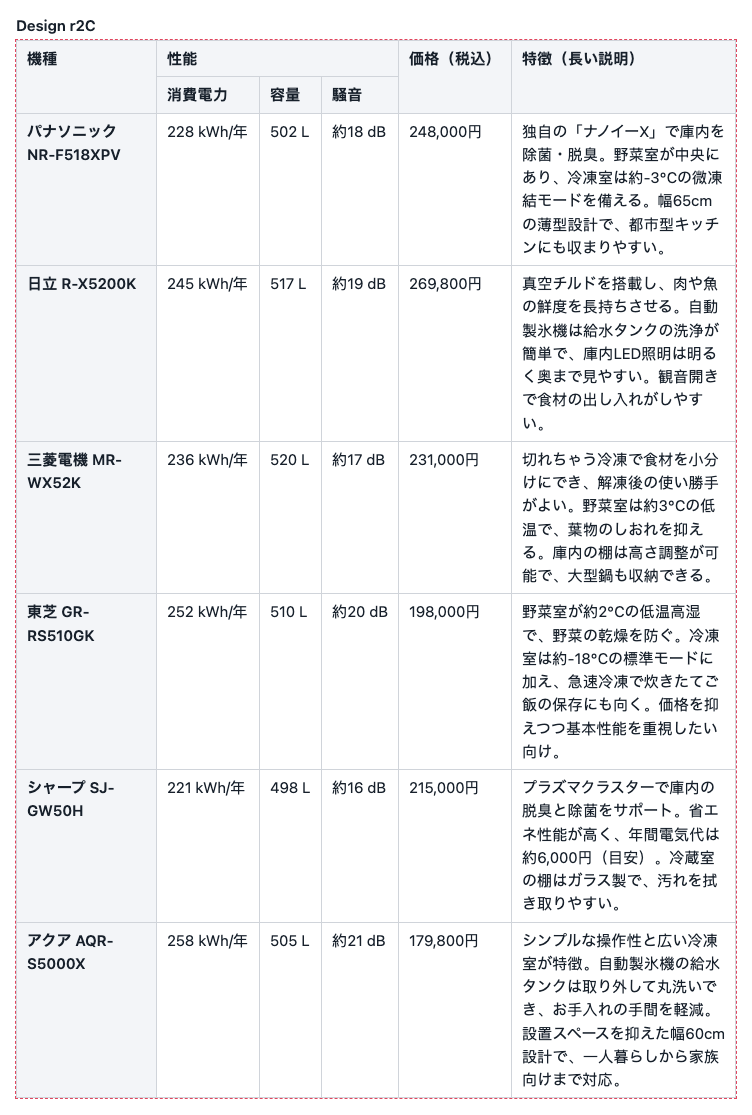 Design r2C
機種
性能
価格（税込）
特徴（長い説明）
消費電力
容量
騒音
パナソニック
NR-F518XPV
228 kWh/年
502 L
約18 dB
248,000円
独自の「ナノイーX」で庫内を
除菌・脱臭。野菜室が中央に
あり、冷凍室は約-3°Cの微凍
結モードを備える。幅65cm
の薄型設計で、都市型キッチ
ンにも収まりやすい。
日立 R-X5200K
245 kWh/年
517 L
約19 dB
269,800円
真空チルドを搭載し、肉や魚
の鮮度を長持ちさせる。自動
製氷機は給水タンクの洗浄が
簡単で、庫内LED照明は明る
く奥まで見やすい。観音開き
で食材の出し入れがしやす
い。
三菱電機 MR-
WX52K
236 kWh/年
520 L
約17 dB
231,000円
切れちゃう冷凍で食材を小分
けにでき、解凍後の使い勝手
がよい。野菜室は約3°Cの低
温で、葉物のしおれを抑え
る。庫内の棚は高さ調整が可
能で、大型鍋も収納できる。
東芝 GR-
RS510GK
252 kWh/年
510 L
約20 dB
198,000円
野菜室が約2°Cの低温高湿
で、野菜の乾燥を防ぐ。冷凍
室は約-18°Cの標準モードに
加え、急速冷凍で炊きたてご
飯の保存にも向く。価格を抑
えつつ基本性能を重視したい
向け。
シャープ SJ-
GW50H
221 kWh/年
498 L
約16 dB
215,000円
プラズマクラスターで庫内の
脱臭と除菌をサポート。省エ
ネ性能が高く、年間電気代は
約6,000円（目安）。冷蔵室
の棚はガラス製で、汚れを拭
き取りやすい。
アクア AQR-
S5000X
258 kWh/年
505 L
約21 dB
179,800円
シンプルな操作性と広い冷凍
室が特徴。自動製氷機の給水
タンクは取り外して丸洗いで
き、お手入れの手間を軽減。
設置スペースを抑えた幅60cm
設計で、一人暮らしから家族
向けまで対応。